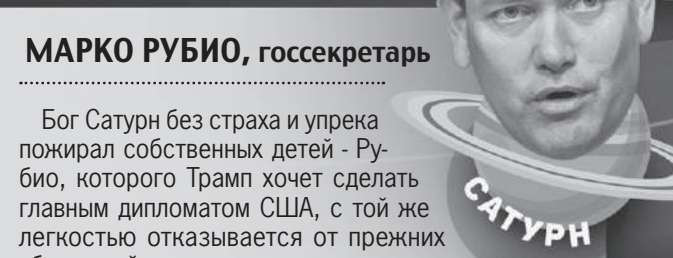 МАРКО РУБИО, госсекретарь
Бог Сатурн без страха и упрека
пожирал собственных детей - Ру-
био, которого Трамп хочет сделать
главным дипломатом США, с той же
легкостью отказывается от прежних
САТУРН